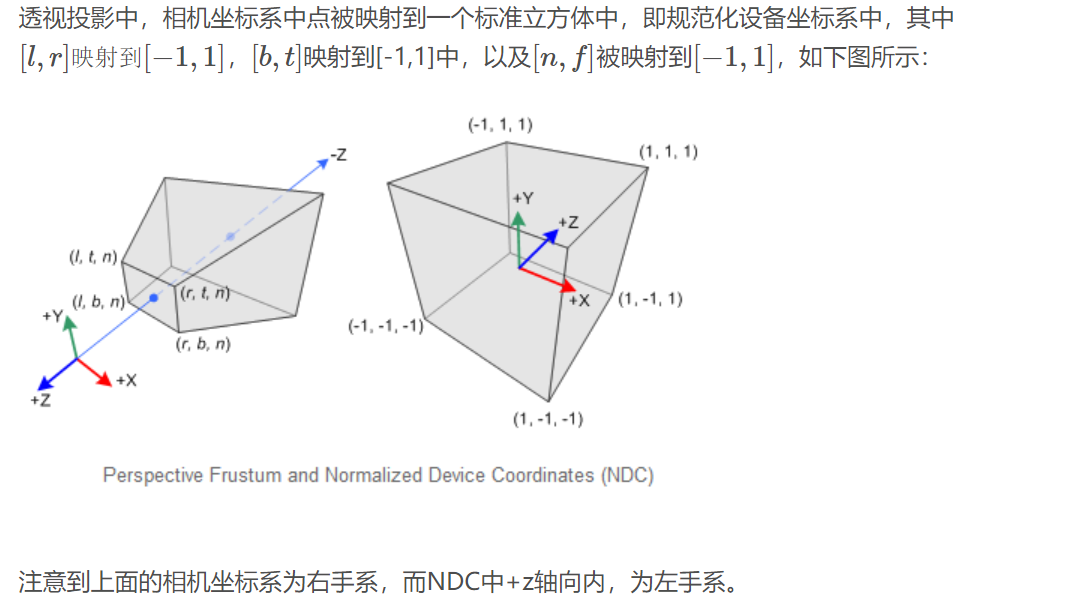 透视投影中，相机坐标系中点被映射到一个标准立方体中，即规范化设备坐标系中，其中
[l,r]映射到[−1,1]，[b,t]映射到[-1,1]中，以及[n,f]被映射到[−1,1]，如下图所示：
(-1, 1, 1)
-Z
(1, 1, 1)
+Y
+Z
(l, t, n)
(l, b, n)
(r, t, n)
+X
(1, -1, 1)
+Y
(-1, -1, -1)
(r, b, n)
+X
+Z
(1, -1, -1)
Perspective Frustum and Normalized Device Coordinates (NDC)
注意到上面的相机坐标系为右手系，而NDC中+z轴向内，为左手系。